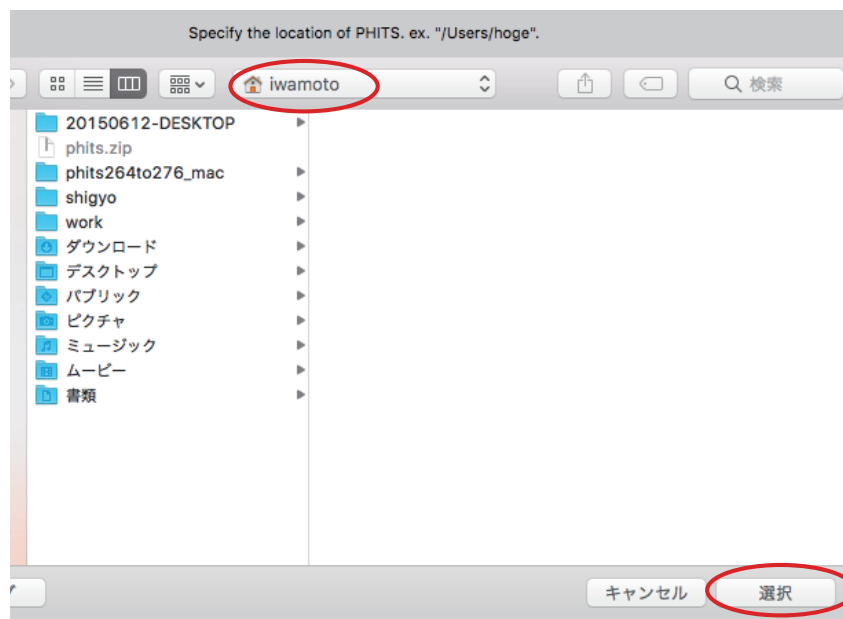 Specify the location of PHITS. ex. "/Users/hoge".
iwamoto
検索
20150612-DESKTOP
phits.zip
phits264to276_mac
shigyo
work
ダウンロード
デスクトップ
パブリック
ピクチャ
ミュージック
ムービー
書類
キャンセル
選択